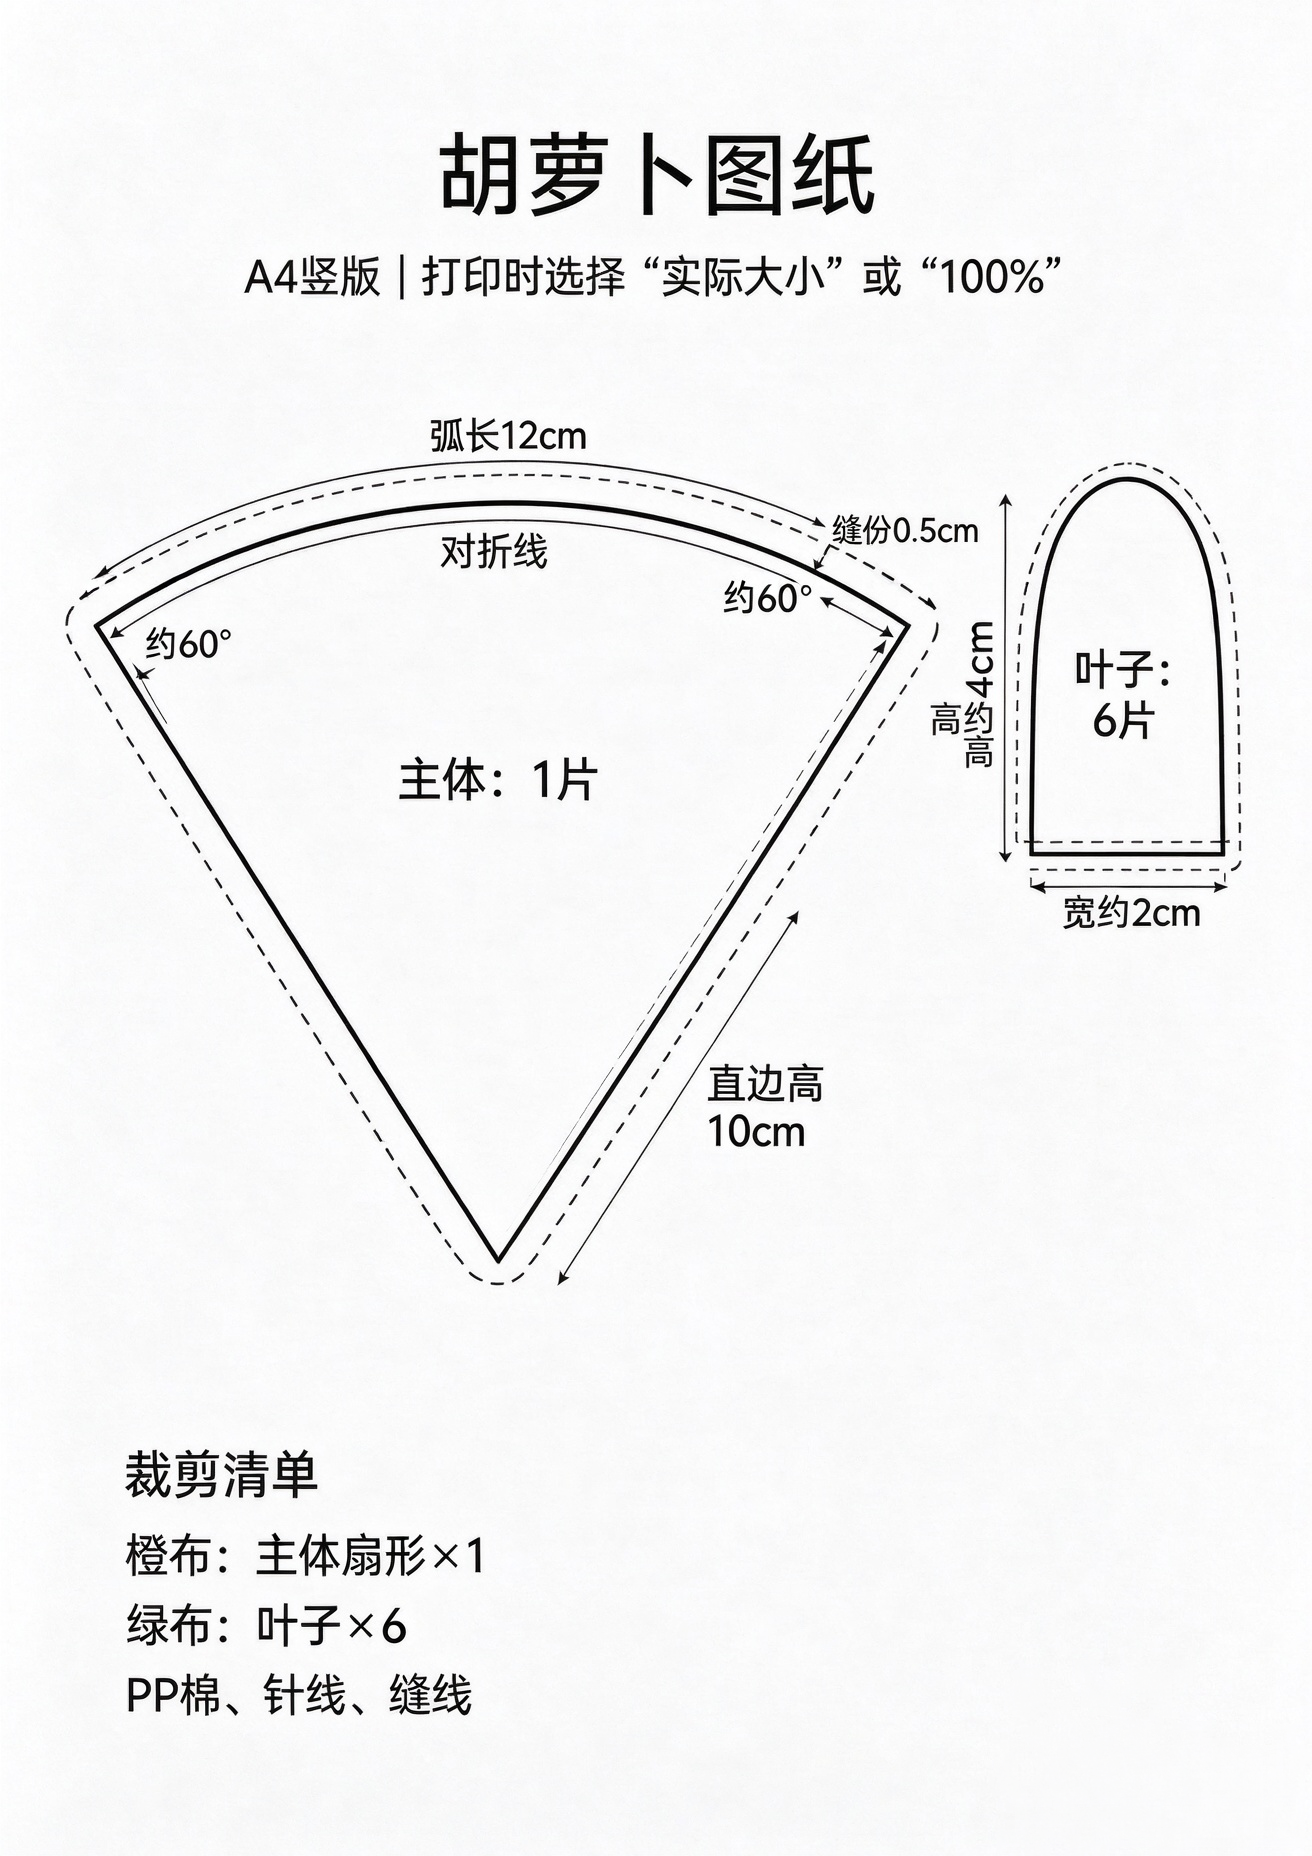 胡萝卜图纸
A4竖版｜打印时选择“实际大小”或“100%”
弧长12cm
缝份0.5cm
对折线
约60°
约60°
主体：1片
叶子：
6片
4cm
高约
高
宽约2cm
直边高
10cm
裁剪清单
橙布：主体扇形×1
绿布：叶子×6
PP棉、针线、缝线